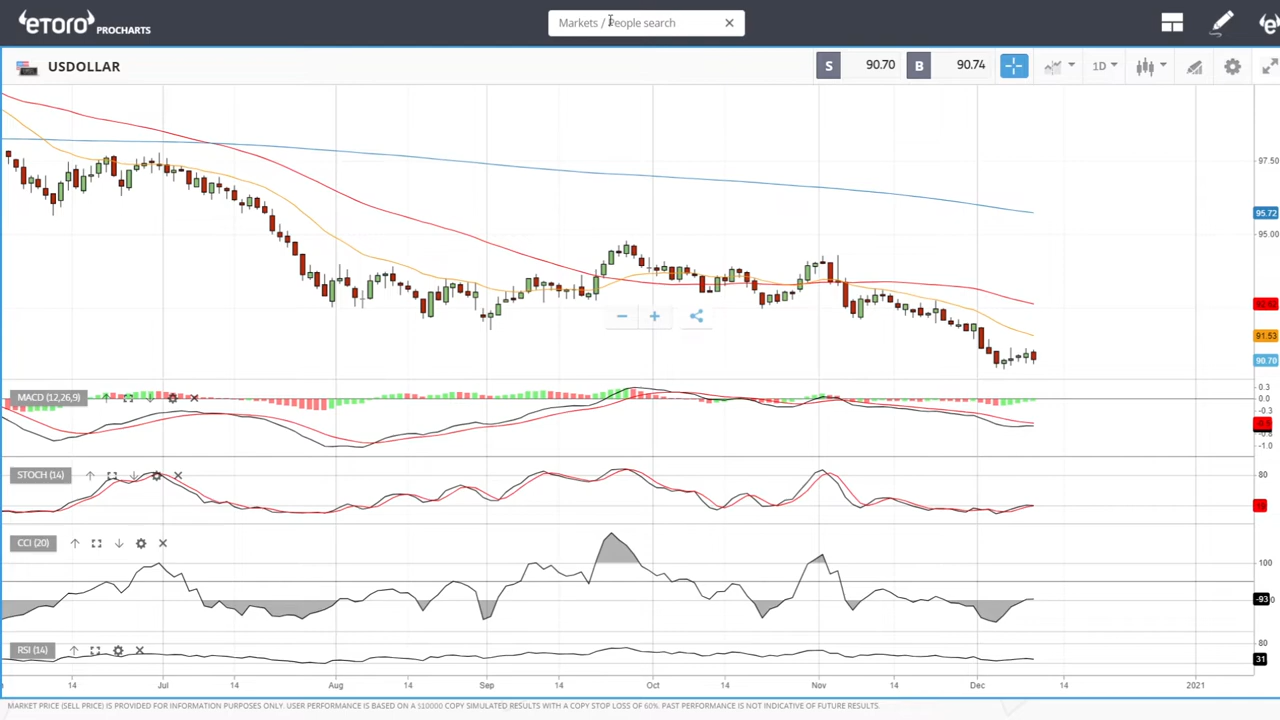 eTORO PROCHARTS
Markets / People search
USDOLLAR
S 90.70 B 90.74 1D
97.50
95.72
95.00
91.53
90.70
MACD (12,26,9)
0.3
0.0
-0.3
-1.0
STOCH (14)
80
CCI (20)
100
-93
RSI (14)
80
31
14 Jul 14 Aug 14 Sep 14 Oct 14 Nov 14 Dec 14 2021
MARKET PRICE (SELL PRICE) IS PROVIDED FOR INFORMATION PURPOSES ONLY. USER PERFORMANCE IS BASED ON A $10000 COPY SIMULATED RESULTS WITH A COPY STOP LOSS OF 60%. PAST PERFORMANCE IS NOT INDICATIVE OF FUTURE RESULTS.